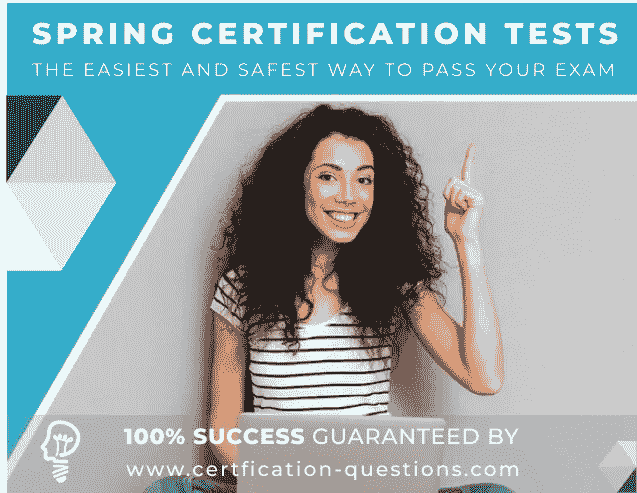 SPRING CERTIFICATION TESTS
THE EASIEST AND SAFEST WAY TO PASS YOUR EXAM
100% SUCCESS GUARANTEED BY
www.certfication-questions.com